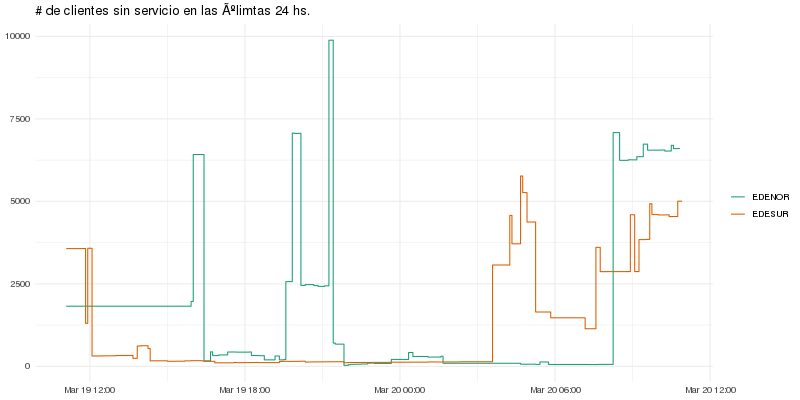 # de clientes sin servicio en las Ãºlimtas 24 hs.
10000
7500
5000
2500
0
Mar 19 12:00
Mar 19 18:00
Mar 20 00:00
Mar 20 06:00
Mar 20 12:00
EDENOR
EDESUR